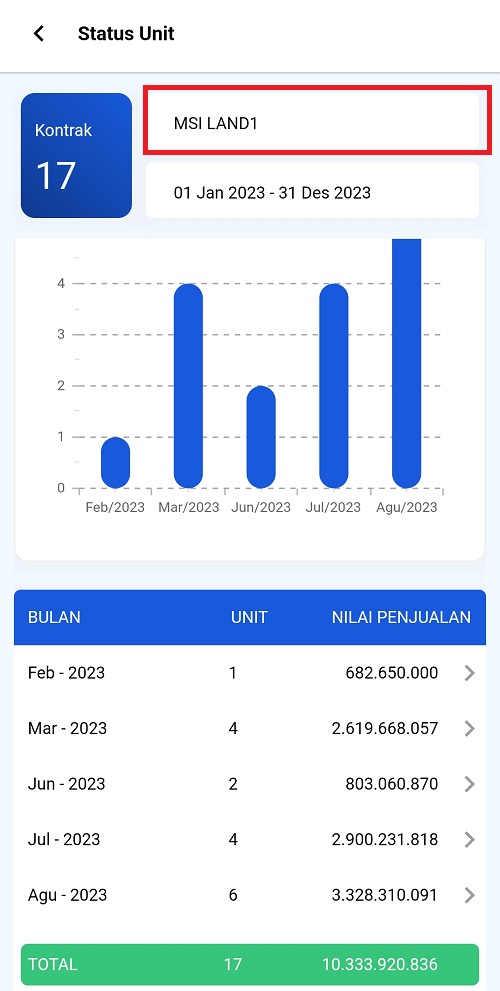 Status Unit
Kontrak
17
MSI LAND1
01 Jan 2023 - 31 Des 2023
4
3
2
1
0
Feb/2023 Mar/2023 Jun/2023 Jul/2023 Agu/2023
BULAN UNIT NILAI PENJUALAN
Feb - 2023 1 682.650.000
Mar - 2023 4 2.619.668.057
Jun - 2023 2 803.060.870
Jul - 2023 4 2.900.231.818
Agu - 2023 6 3.328.310.091
TOTAL 17 10.333.920.836